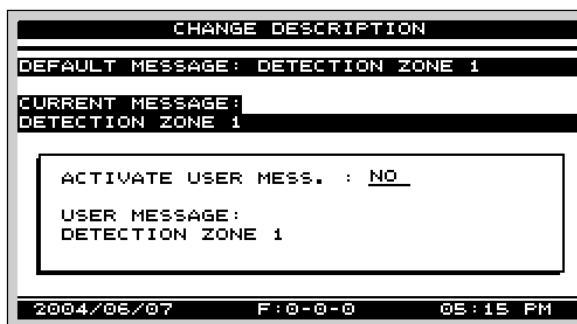 CHANGE DESCRIPTION
DEFAULT MESSAGE: DETECTION ZONE 1
CURRENT MESSAGE:
DETECTION ZONE 1
ACTIVATE USER MESS. : NO
USER MESSAGE:
DETECTION ZONE 1
2004/06/07 F:0-0-0 05:15 PM